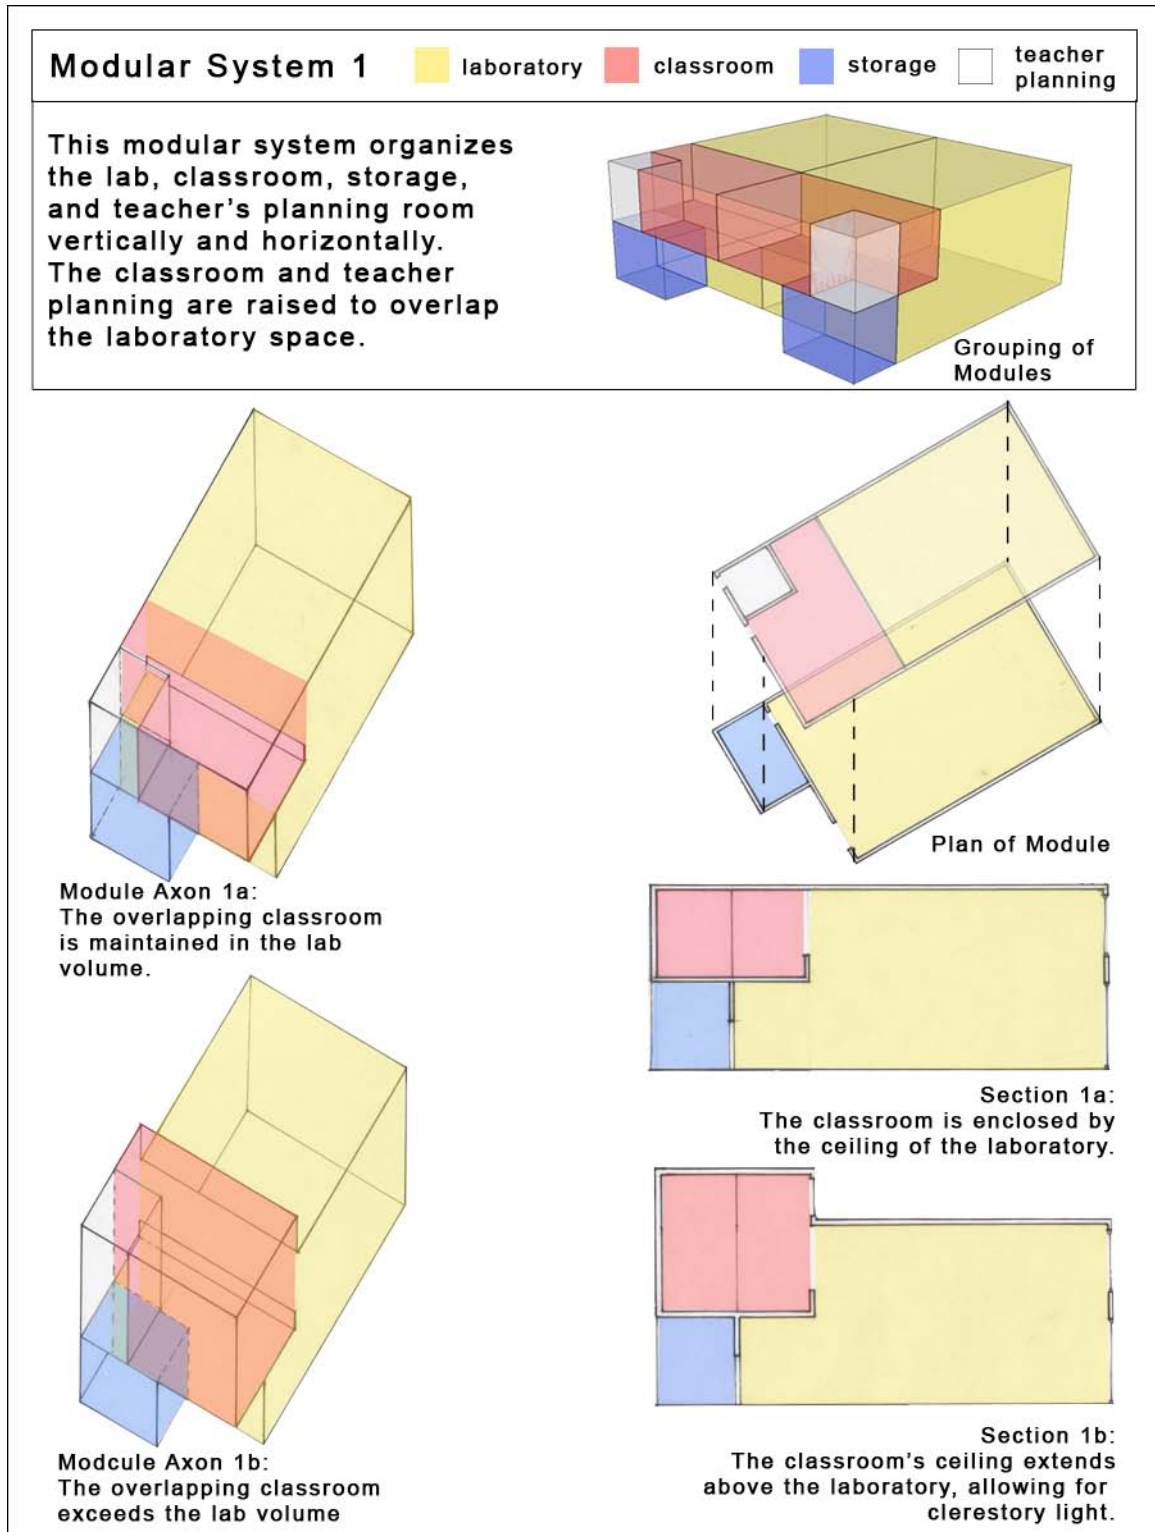 Modular System 1
laboratory
classroom
storage
teacher
planning
This modular system organizes
the lab, classroom, storage,
and teacher's planning room
vertically and horizontally.
The classroom and teacher
planning are raised to overlap
the laboratory space.
Grouping of
Modules
Module Axon 1a:
The overlapping classroom
is maintained in the lab
volume.
Plan of Module
Section 1a:
The classroom is enclosed by
the ceiling of the laboratory.
Modcule Axon 1b:
The overlapping classroom
exceeds the lab volume
Section 1b:
The classroom's ceiling extends
above the laboratory, allowing for
clerestory light.